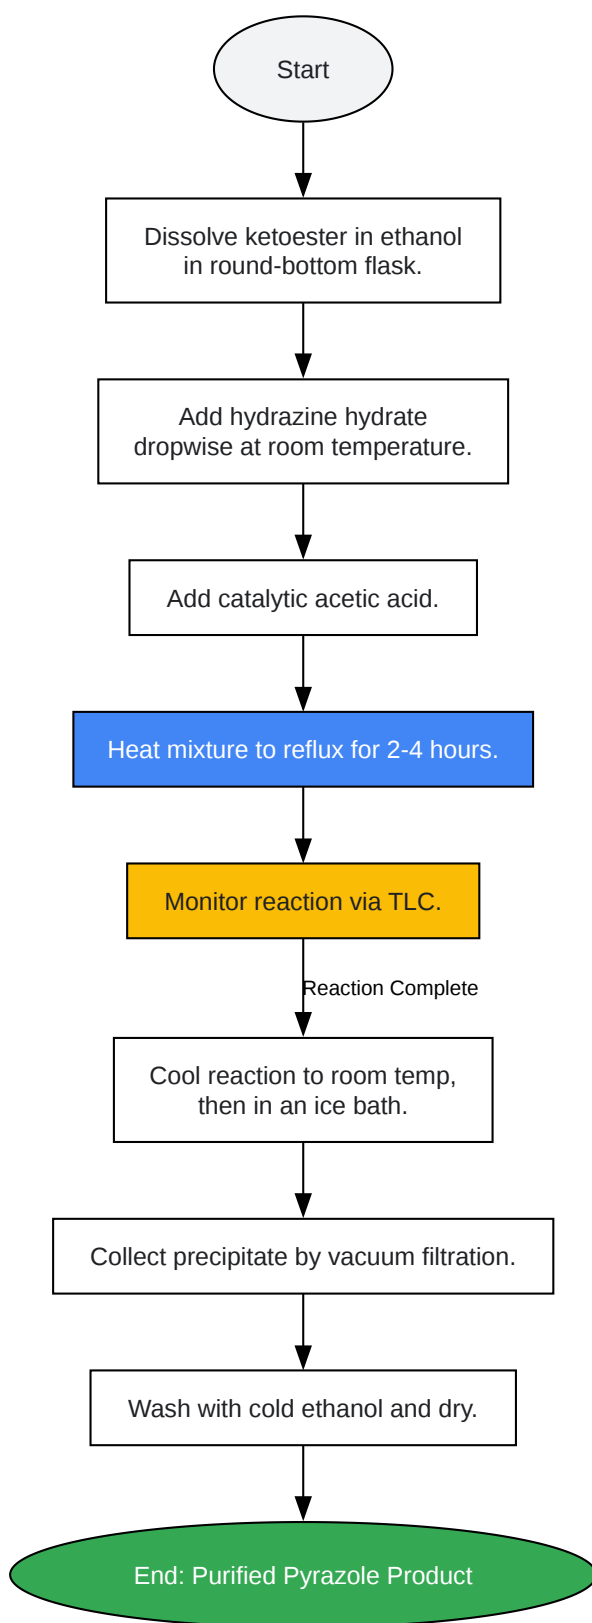 Start
Dissolve ketoester in ethanol
in round-bottom flask.
Add hydrazine hydrate
dropwise at room temperature.
Add catalytic acetic acid.
Heat mixture to reflux for 2-4 hours.
Monitor reaction via TLC.
Reaction Complete
Cool reaction to room temp,
then in an ice bath.
Collect precipitate by vacuum filtration.
Wash with cold ethanol and dry.
End: Purified Pyrazole Product